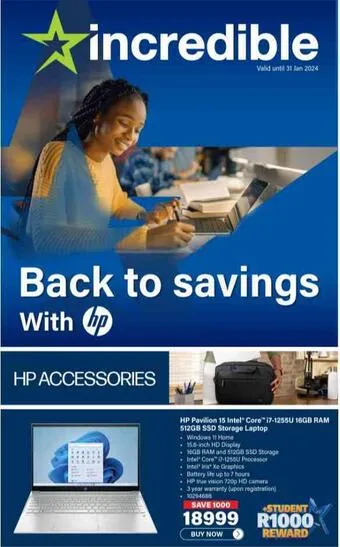 incredible
Valid until 31 Jan 2024
Back to savings
With hp
HP ACCESSORIES
HP Pavilion 15 Intel® Core™ i7-1255U 16GB RAM
512GB SSD Storage Laptop
• Windows 11 Home
• 15.6-inch HD Display
• 16GB RAM and 512GB SSD Storage
• Intel® Core™ i7-1255U Processor
• Intel® Iris® Xe Graphics
• Battery life up to 7 hours
• HP true vision 720p HD camera
• 3 year warranty (upon registration)
• 10294688
SAVE 1000
18999
BUY NOW
+STUDENT
R1000
REWARD